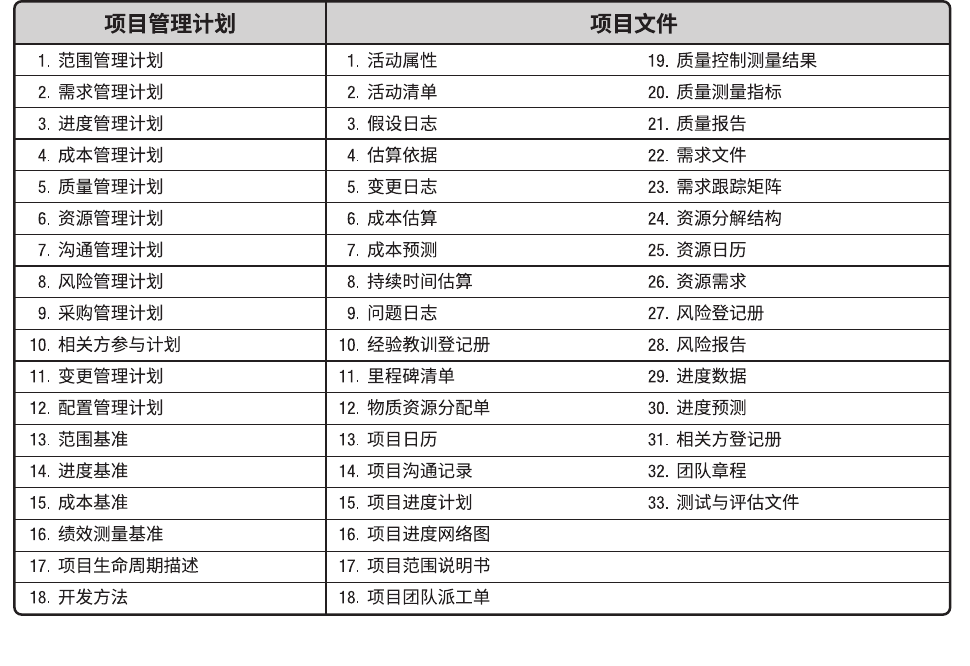 项目管理计划 项目文件
1. 范围管理计划 1. 活动属性 19. 质量控制测量结果
2. 需求管理计划 2. 活动清单 20. 质量测量指标
3. 进度管理计划 3. 假设日志 21. 质量报告
4. 成本管理计划 4. 估算依据 22. 需求文件
5. 质量管理计划 5. 变更日志 23. 需求跟踪矩阵
6. 资源管理计划 6. 成本估算 24. 资源分解结构
7. 沟通管理计划 7. 成本预测 25. 资源日历
8. 风险管理计划 8. 持续时间估算 26. 资源需求
9. 采购管理计划 9. 问题日志 27. 风险登记册
10. 相关方参与计划 10. 经验教训登记册 28. 风险报告
11. 变更管理计划 11. 里程碑清单 29. 进度数据
12. 配置管理计划 12. 物质资源分配单 30. 进度预测
13. 范围基准 13. 项目日历 31. 相关方登记册
14. 进度基准 14. 项目沟通记录 32. 团队章程
15. 成本基准 15. 项目进度计划 33. 测试与评估文件
16. 绩效测量基准 16. 项目进度网络图
17. 项目生命周期描述 17. 项目范围说明书
18. 开发方法 18. 项目团队派工单